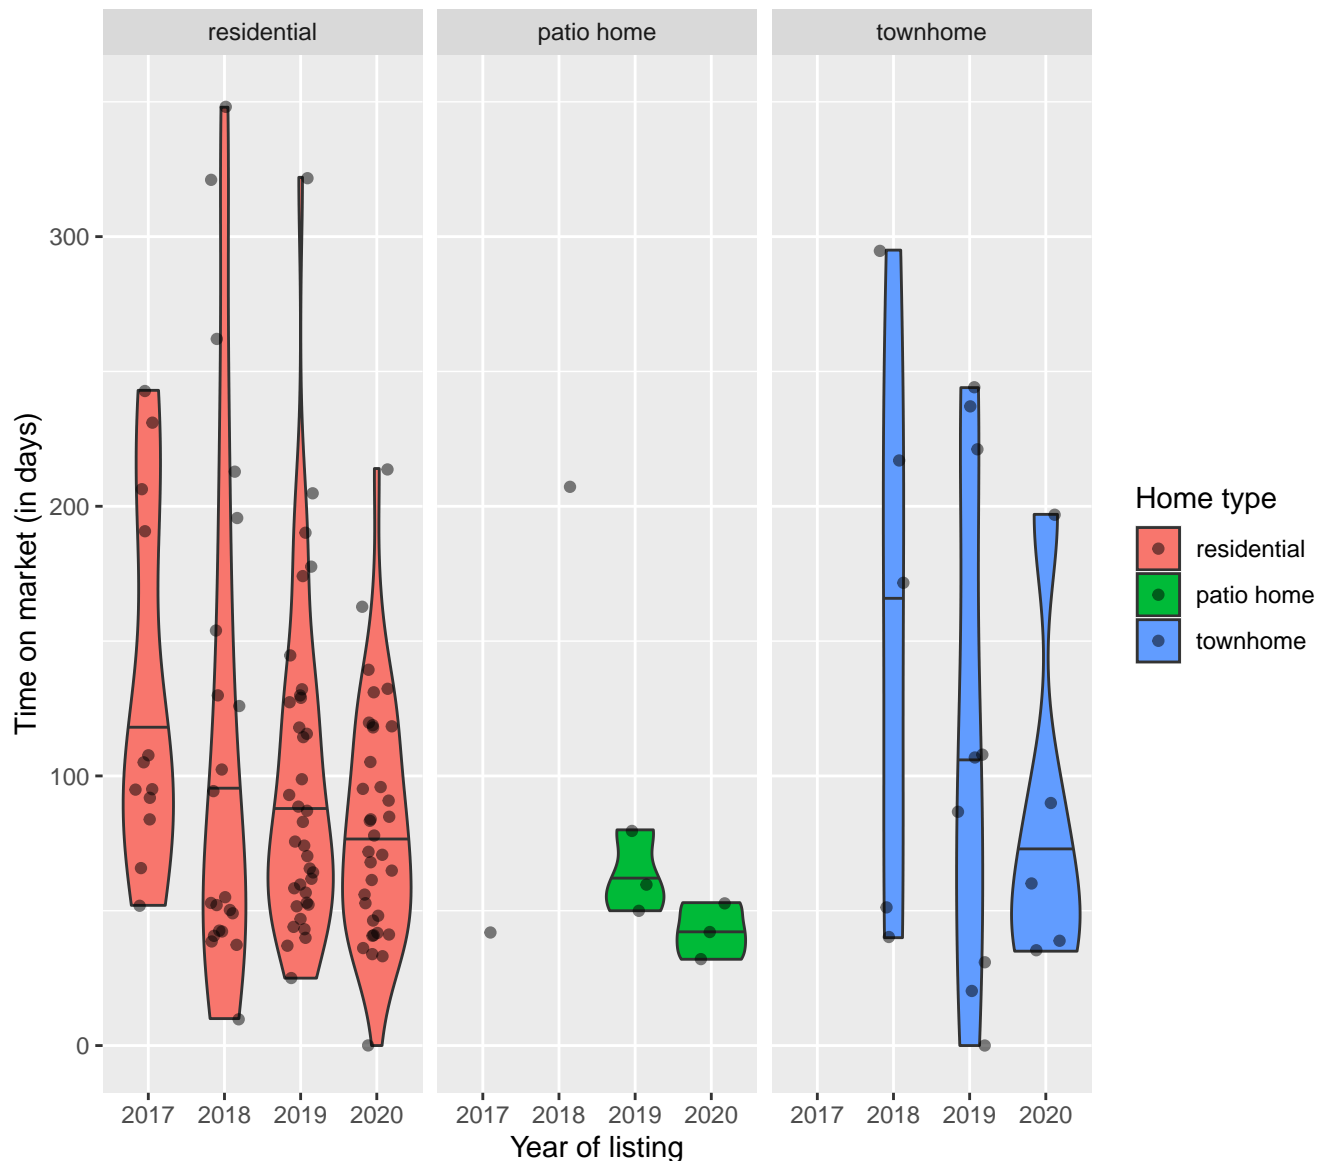 residential patio home townhome
Time on market (in days)
300
200
100
0
2017 2018 2019 2020 2017 2018 2019 2020 2017 2018 2019 2020
Year of listing
Home type
residential
patio home
townhome